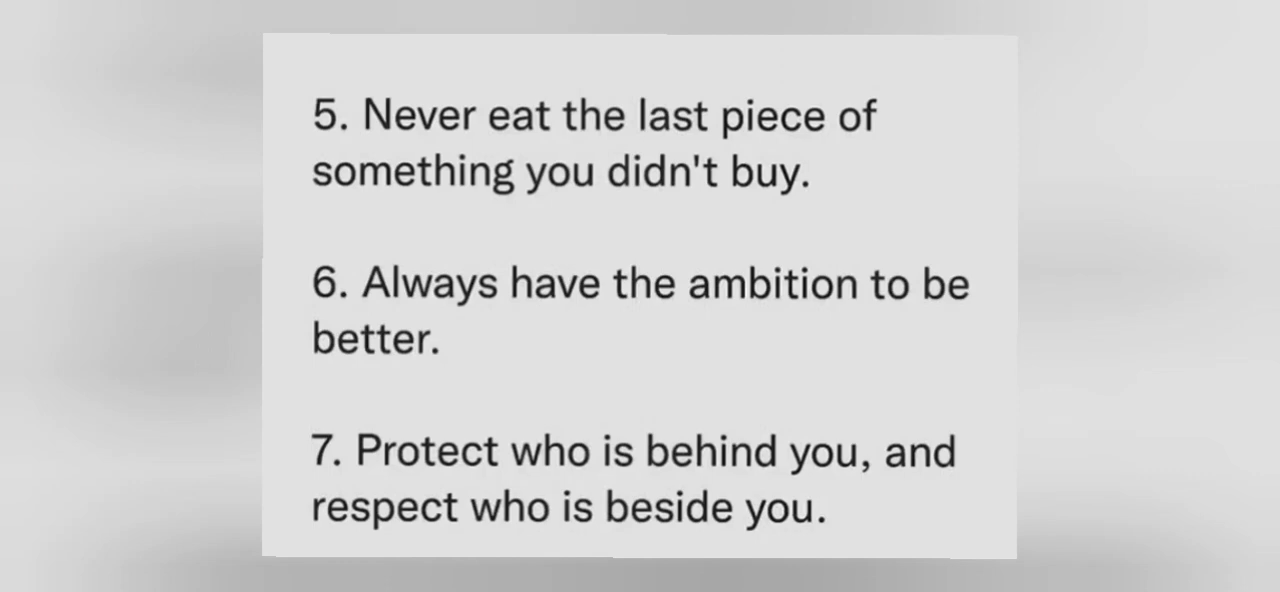 5. Never eat the last piece of
something you didn't buy.
6. Always have the ambition to be
better.
7. Protect who is behind you, and
respect who is beside you.